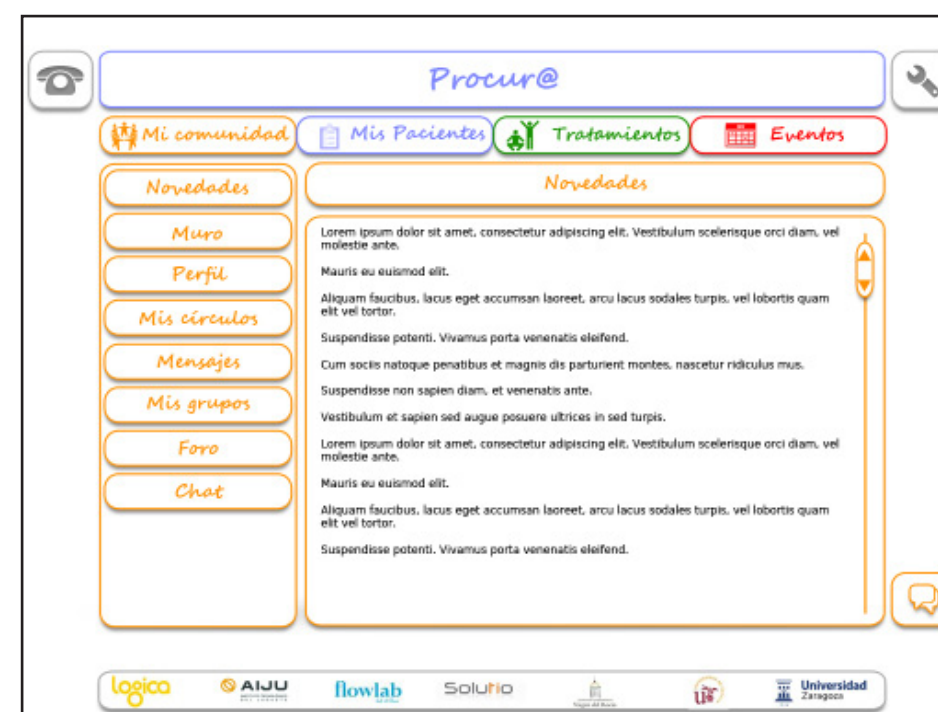 Procur@
Mi comunidad
Mis Pacientes
Tratamientos
Eventos
Novedades
Muro
Perfil
Mis círculos
Mensajes
Mis grupos
Foro
Chat
Novedades
Lorem ipsum dolor sit amet, consectetur adipiscing elit. Vestibulum scelerisque orci diam, vel
molestie ante.
Mauris eu euismod elit.
Aliquam faucibus, lacus eget accumsan laoreet, arcu lacus sodales turpis, vel lobortis quam
elit vel tortor.
Suspendisse potenti. Vivamus porta venenatis eleifend.
Cum sociis natoque penatibus et magnis dis parturient montes, nascetur ridiculus mus.
Suspendisse non sapien diam, et venenatis ante.
Vestibulum et sapien sed augue posuere ultrices in sed turpis.
Lorem ipsum dolor sit amet, consectetur adipiscing elit. Vestibulum scelerisque orci diam, vel
molestie ante.
Mauris eu euismod elit.
Aliquam faucibus, lacus eget accumsan laoreet, arcu lacus sodales turpis, vel lobortis quam
elit vel tortor.
Suspendisse potenti. Vivamus porta venenatis eleifend.
logica
AIJU
flowlab
Solutio
Virgen del Rocío
Universidad
Zaragoza